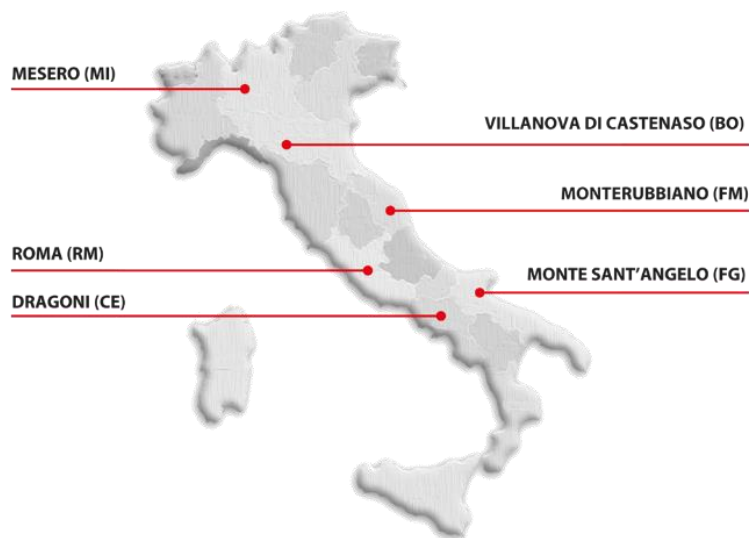 MESERO (MI)
VILLANOVA DI CASTENASO (BO)
MONTERUBBIANO (FM)
ROMA (RM)
MONTE SANT’ANGELO (FG)
DRAGONI (CE)